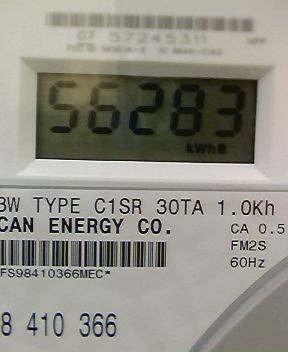 07 57245311
56283
kWh
3W TYPE C1SR 30TA 1.0Kh
CAN ENERGY CO.
CA 0.5
FM2S
60Hz
FS98410366MEC*
8 410 366